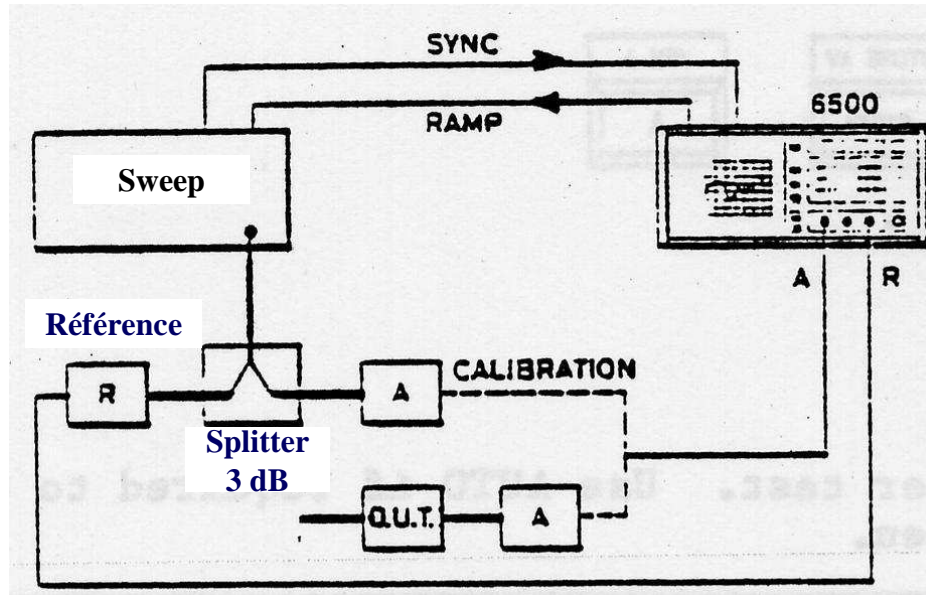 SYNC
RAMP
6500
Sweep
A R
Référence
R
A
CALIBRATION
Splitter
3 dB
D.U.T.
A